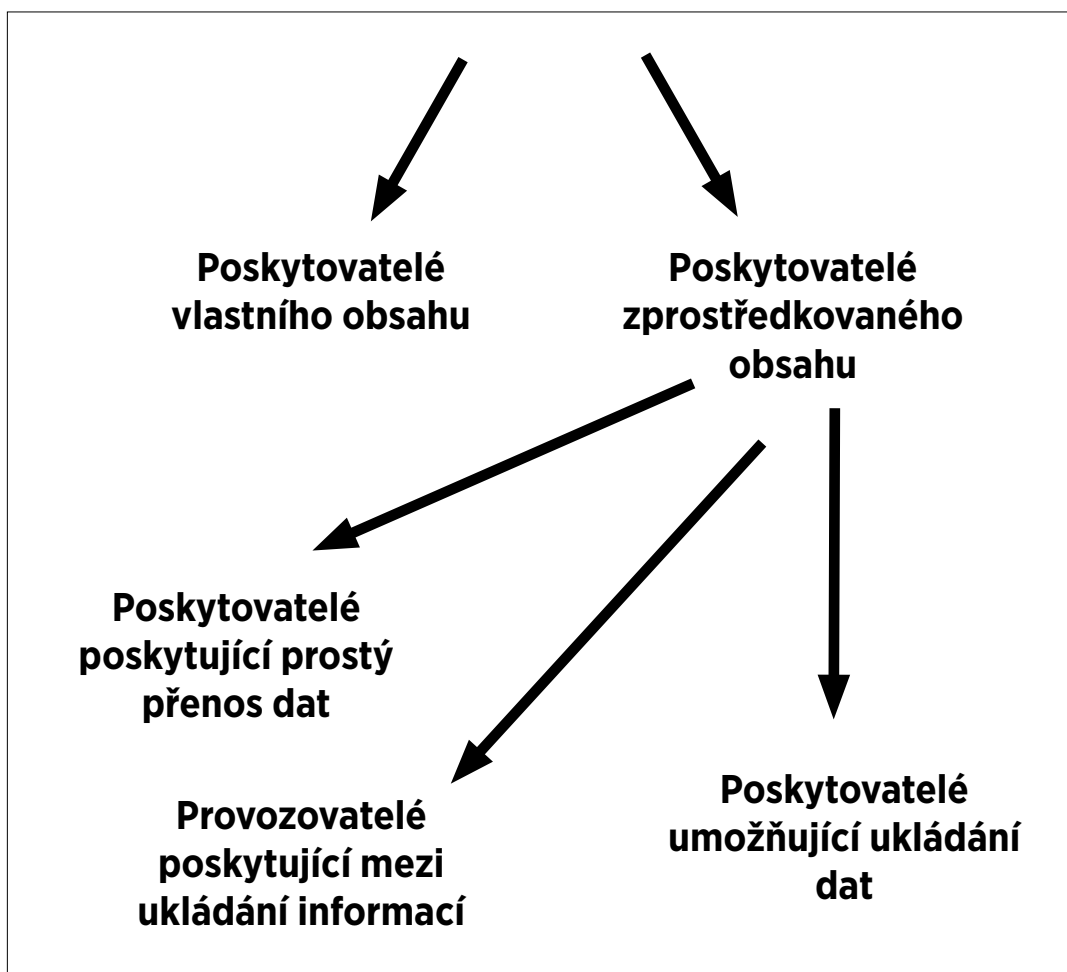 Poskytovatelé
vlastního obsahu
Poskytovatelé
zprostředkovaného
obsahu
Poskytovatelé
poskytující prostý
přenos dat
Provozovatelé
poskytující mezi
ukládání informací
Poskytovatelé
umožňující ukládání
dat